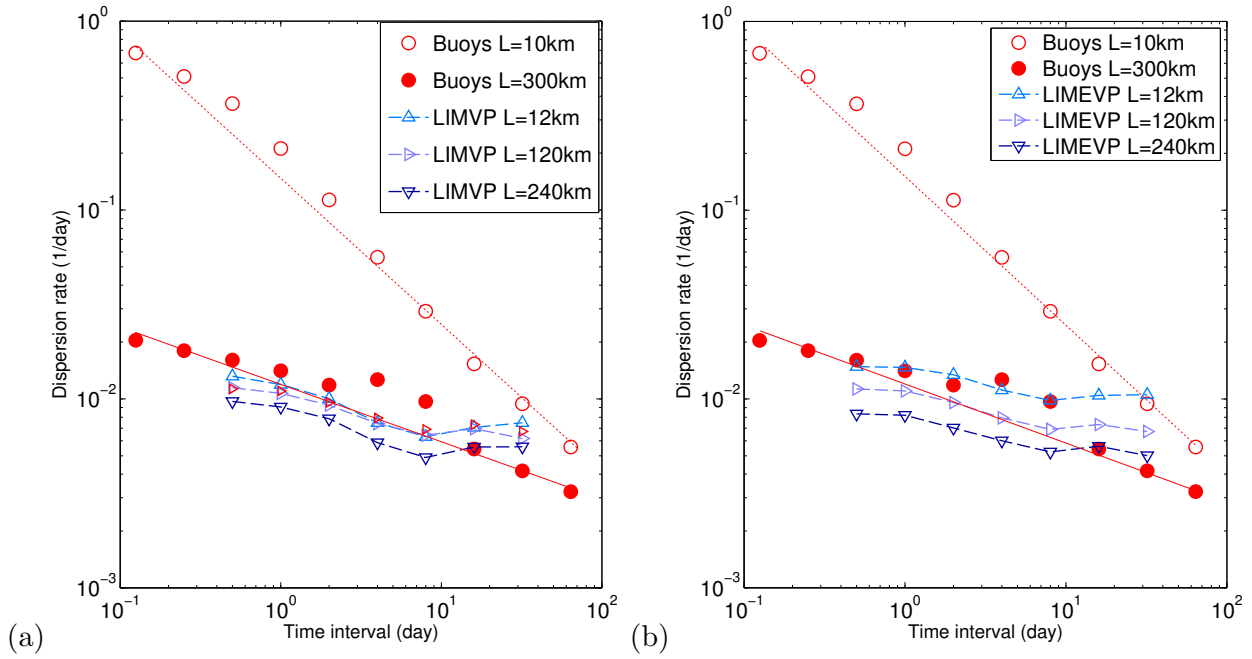 10^0
10^-1
10^-2
10^-3
Dispersion rate (1/day)
Buoys L=10km
Buoys L=300km
LIMVP L=12km
LIMVP L=120km
LIMVP L=240km
10^-1
10^0
10^1
10^2
Time interval (day)
(a)
10^0
10^-1
10^-2
10^-3
Dispersion rate (1/day)
Buoys L=10km
Buoys L=300km
LIMEVP L=12km
LIMEVP L=120km
LIMEVP L=240km
10^-1
10^0
10^1
10^2
Time interval (day)
(b)